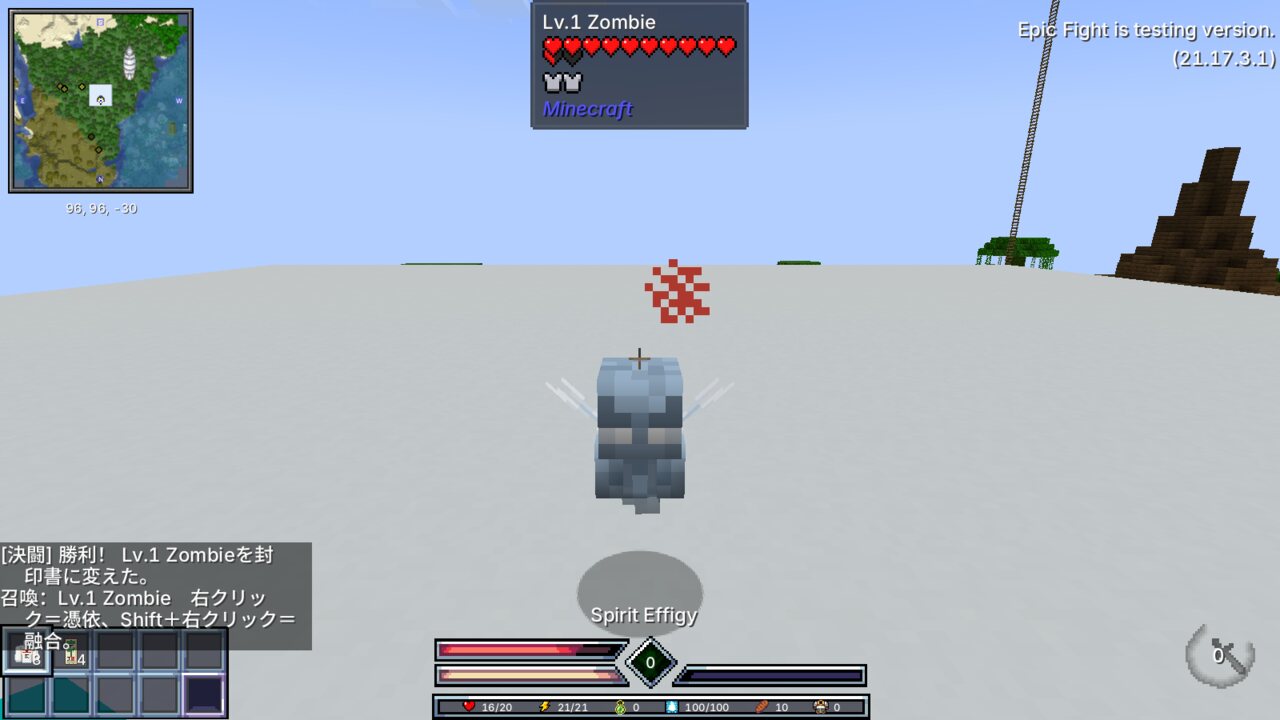 Lv.1 Zombie
Minecraft
Epic Fight is testing version.
(21.17.3.1)
S
E
W
N
96, 96, -30
[決闘] 勝利! Lv.1 Zombieを封
印書に変えた。
召喚: Lv.1 Zombie 右クリッ
ク＝憑依、Shift＋右クリック＝
融合。
3
4
Spirit Effigy
0
0
16/20
21/21
0
100/100
10
0